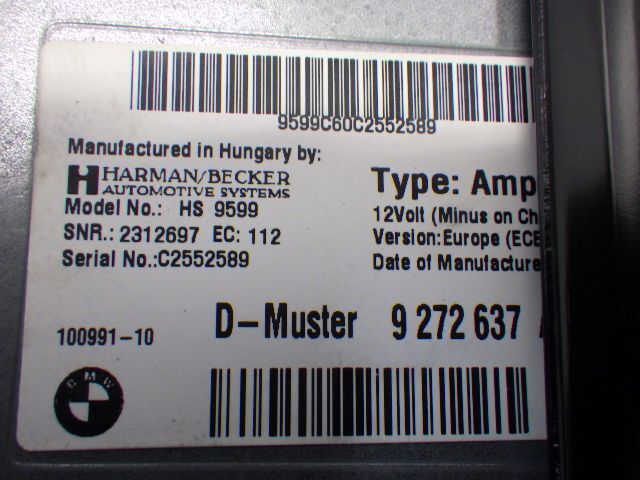 9599C60C2552589
Manufactured in Hungary by:
HARMAN/BECKER
AUTOMOTIVE SYSTEMS
Model No.: HS 9599
SNR.: 2312697 EC: 112
Serial No.:C2552589
Type: Amp
12Volt (Minus on Ch
Version:Europe (ECE
Date of Manufacture
D-Muster 9 272 637
100991-10
BMW